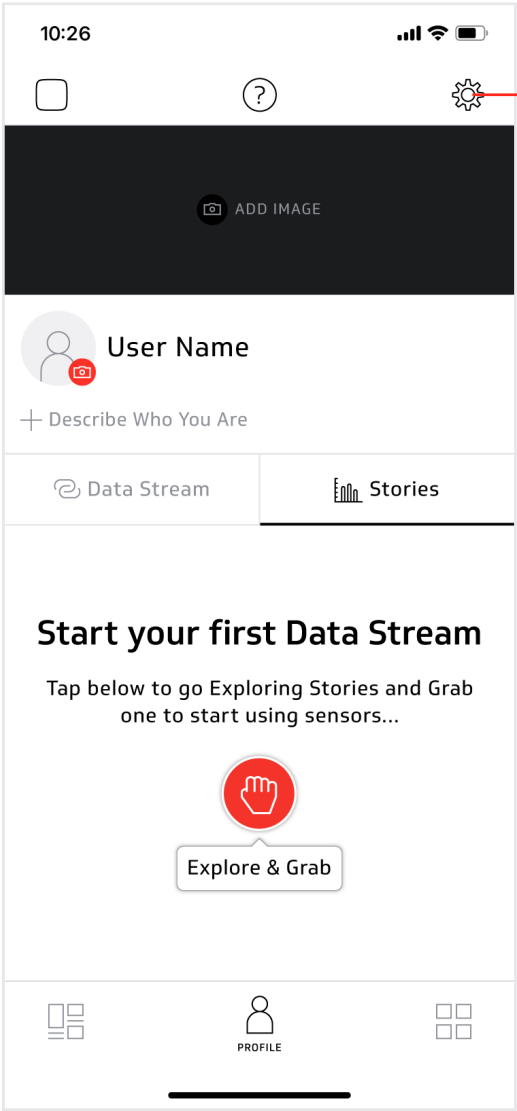 10:26
?
ADD IMAGE
User Name
Describe Who You Are
Data Stream
Stories
Start your first Data Stream
Tap below to go Exploring Stories and Grab
one to start using sensors...
Explore & Grab
PROFILE